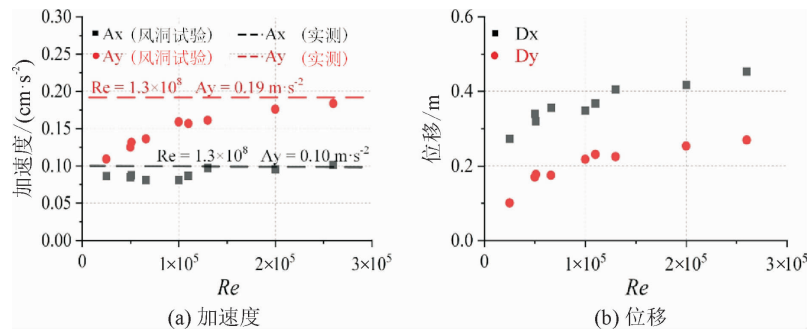 Ax (风洞试验) Ax (实测)
Ay (风洞试验) Ay (实测)
Re = 1.3×10⁸ Ay = 0.19 m·s⁻²
Re = 1.3×10⁸ Ay = 0.10 m·s⁻²
加速度/(cm·s⁻²)
0.30
0.25
0.20
0.15
0.10
0.05
0.00
0 1×10⁵ 2×10⁵ 3×10⁵
Re
(a) 加速度
Dx
Dy
位移/m
0.6
0.4
0.2
0.0
0 1×10⁵ 2×10⁵ 3×10⁵
Re
(b) 位移